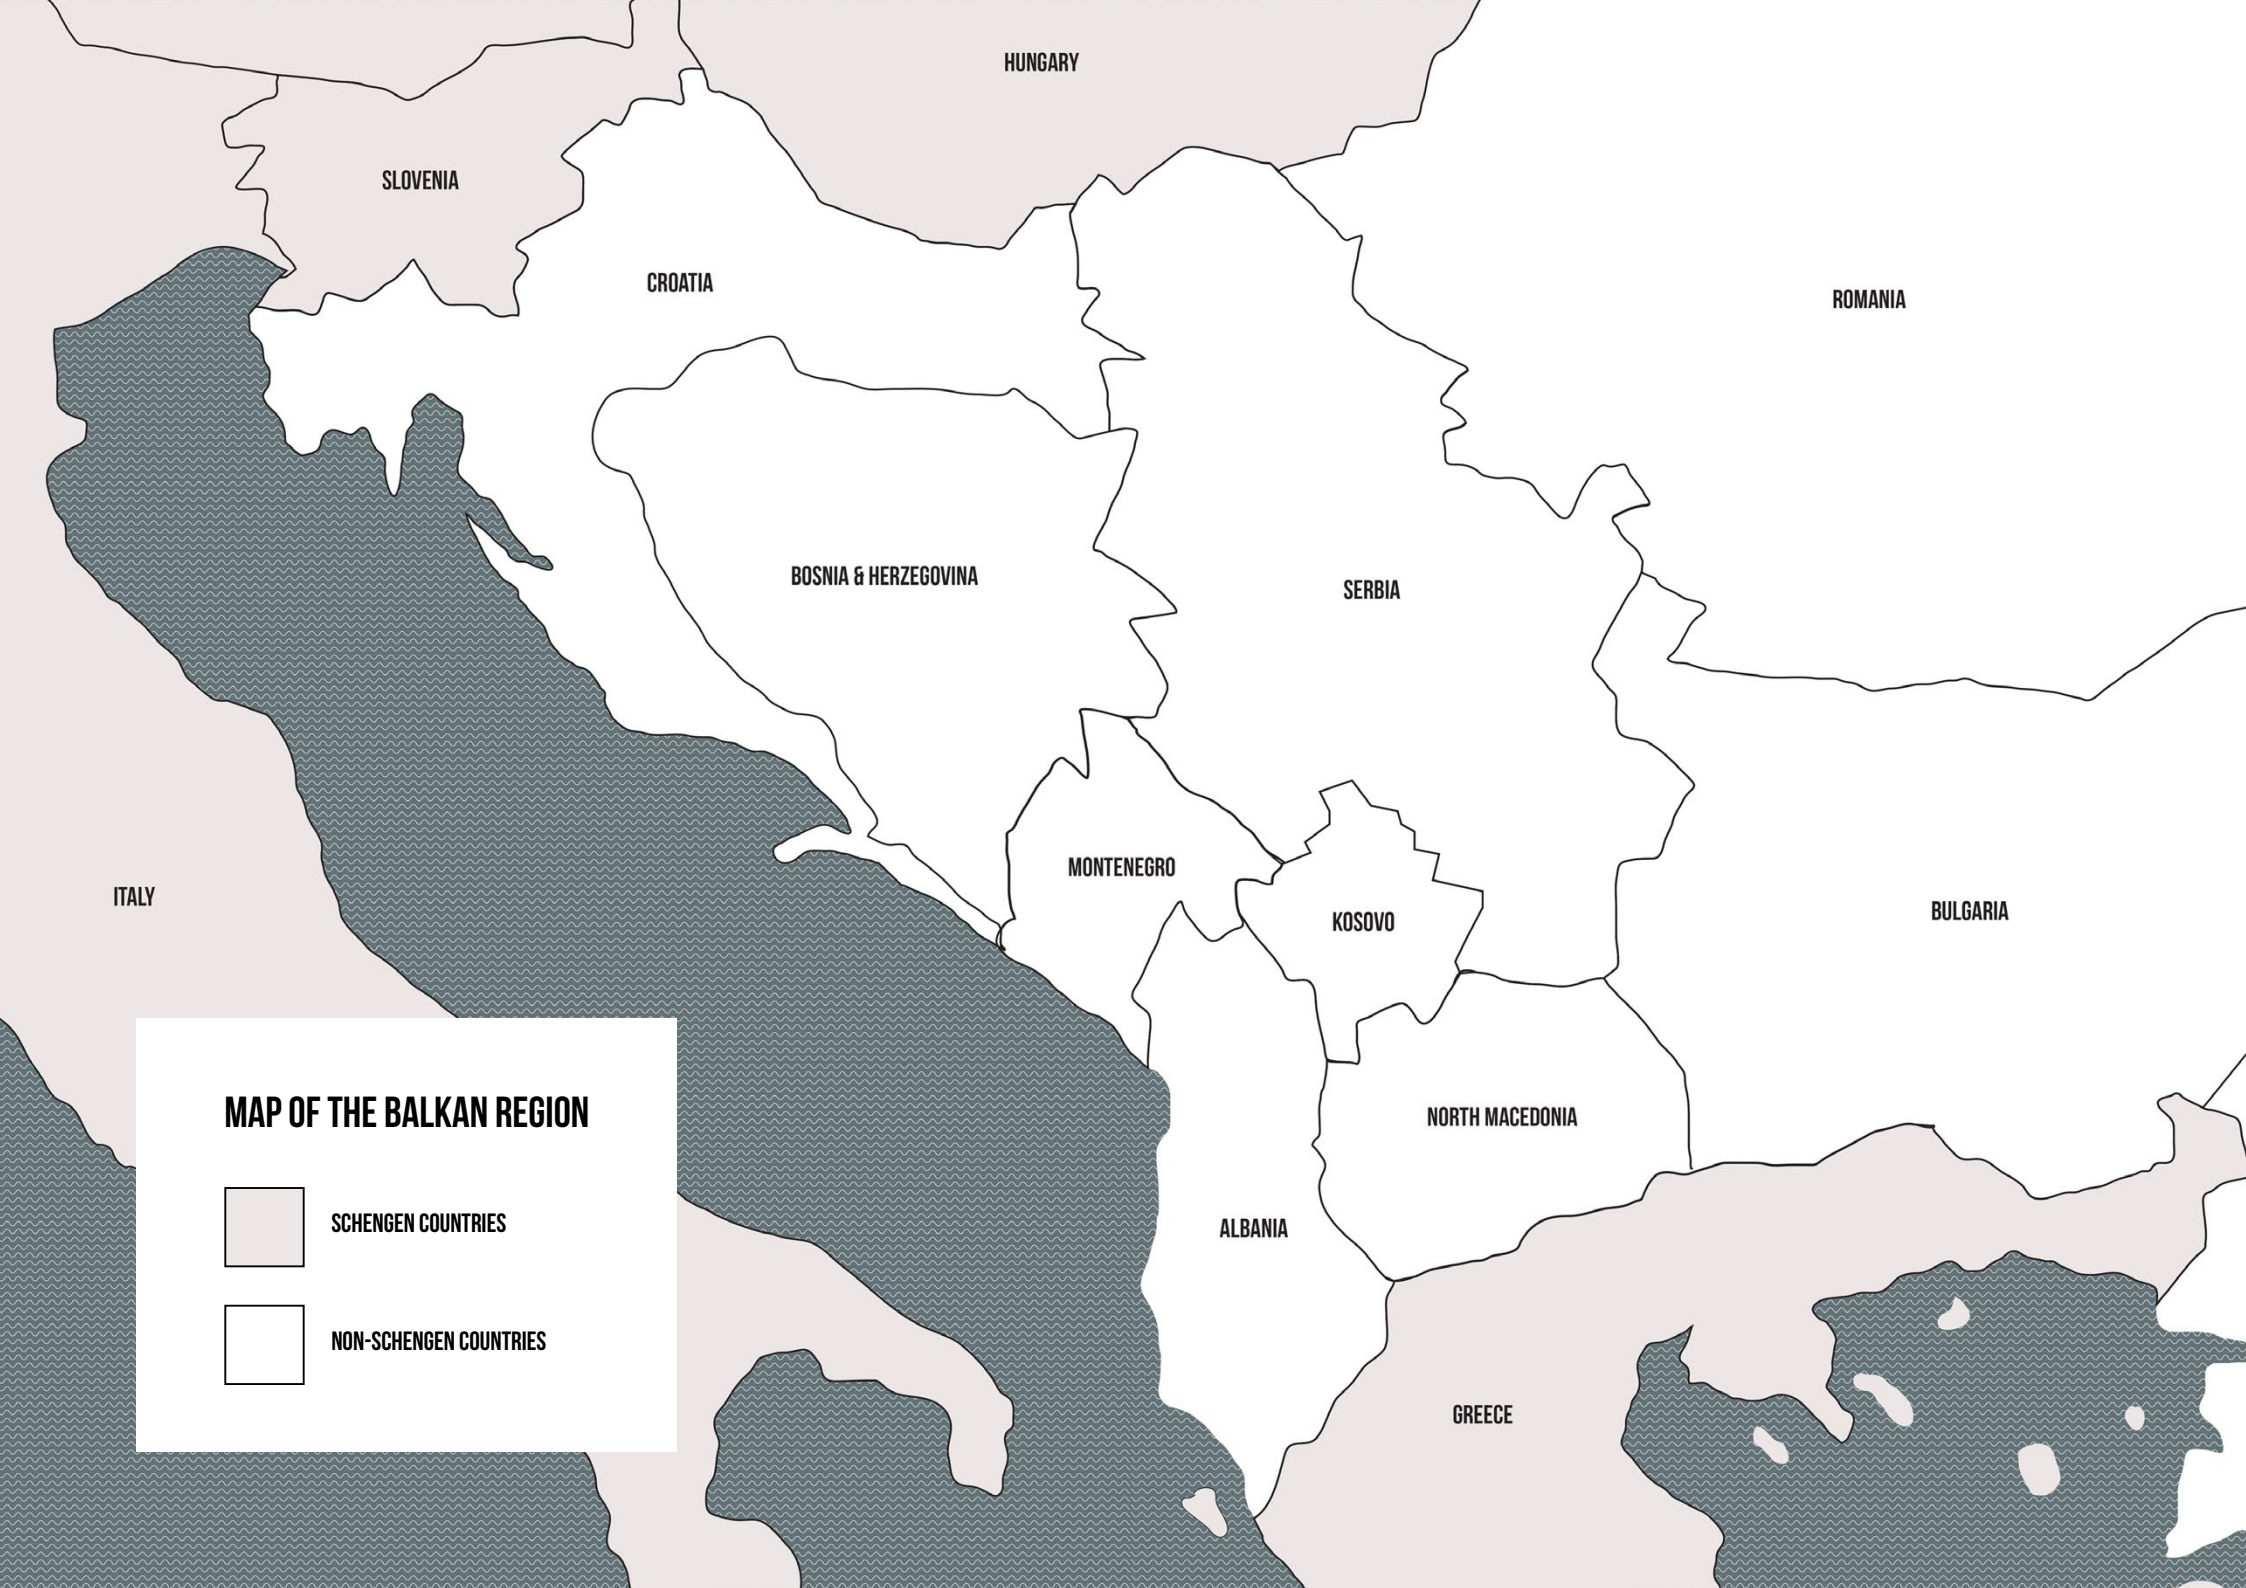 HUNGARY
SLOVENIA
CROATIA
ROMANIA
BOSNIA & HERZEGOVINA
SERBIA
MONTENEGRO
ITALY
KOSOVO
BULGARIA
MAP OF THE BALKAN REGION
NORTH MACEDONIA
SCHENGEN COUNTRIES
ALBANIA
NON-SCHENGEN COUNTRIES
GREECE